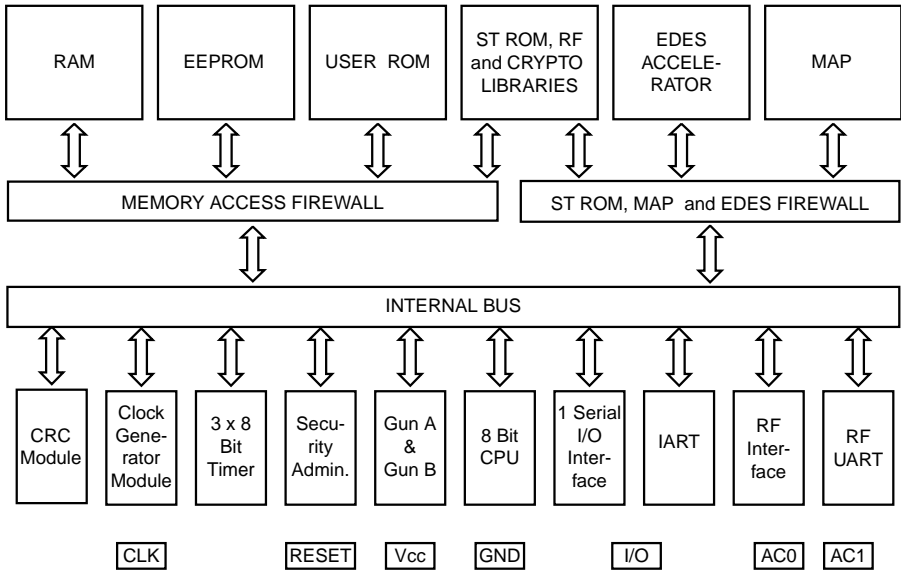 RAM
EEPROM
USER ROM
ST ROM, RF
and CRYPTO
LIBRARIES
EDES
ACCELE-
RATOR
MAP
MEMORY ACCESS FIREWALL
ST ROM, MAP and EDES FIREWALL
INTERNAL BUS
CRC
Module
Clock
Gene-
rator
Module
3 x 8
Bit
Timer
Secu-
rity
Admin.
Gun A
&
Gun B
8 Bit
CPU
1 Serial
I/O
Inter-
face
IART
RF
Inter-
face
RF
UART
CLK
RESET
Vcc
GND
I/O
AC0
AC1